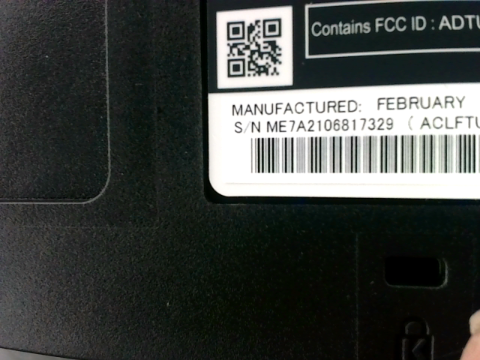 Contains FCC ID : ADTU
MANUFACTURED: FEBRUARY
S/N ME7A2106817329 ( ACLFTU